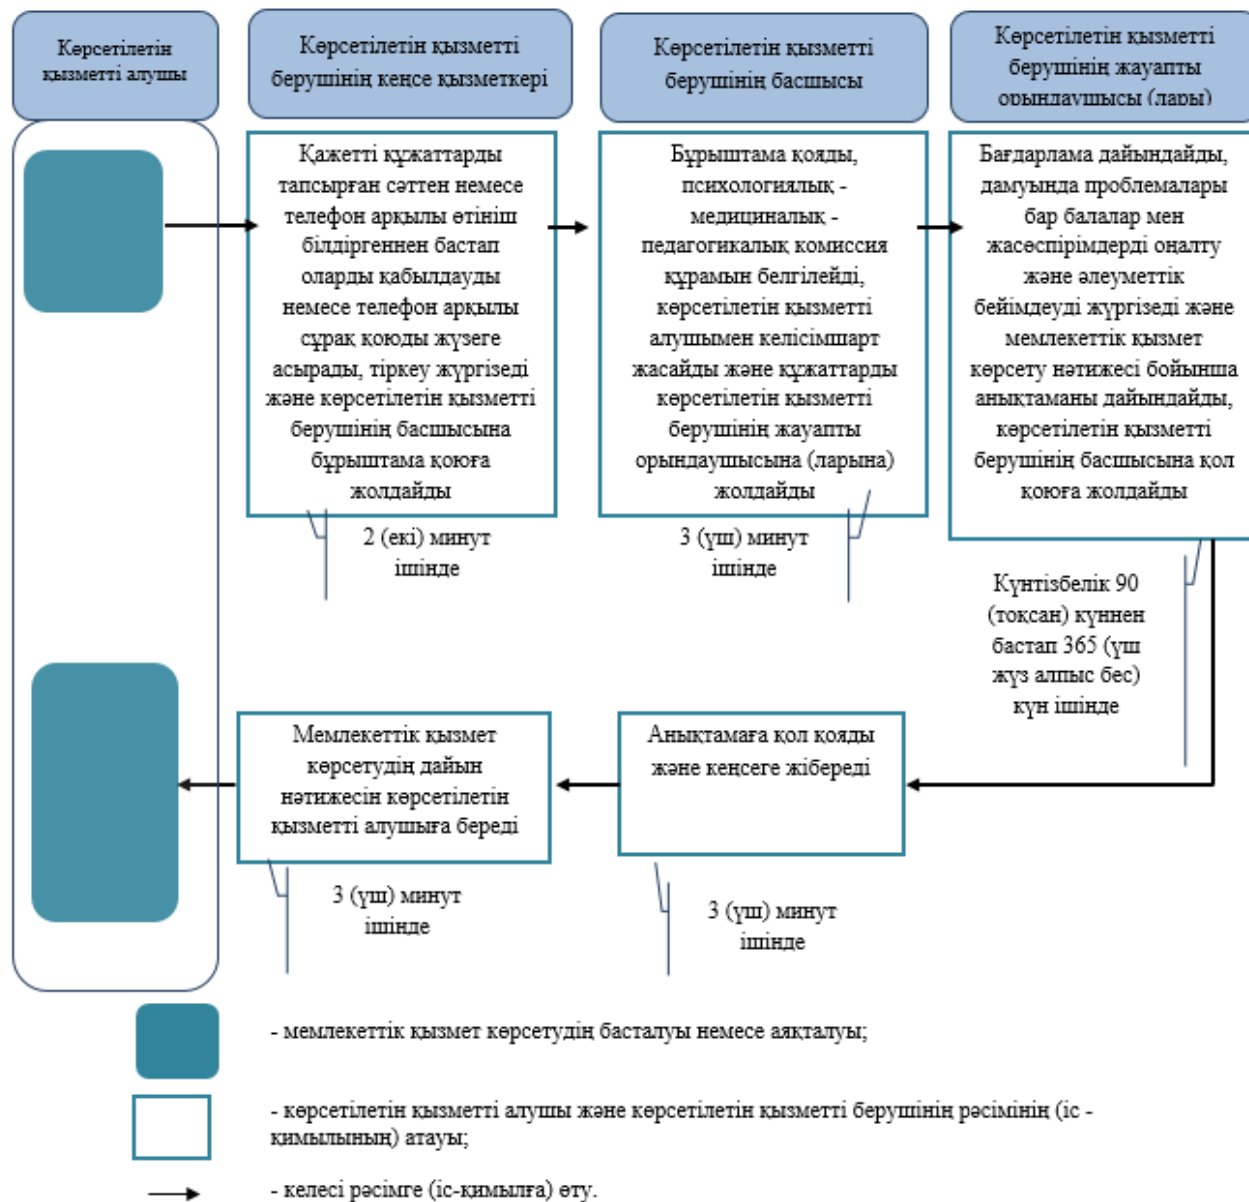 Көрсетілетін
қызметті алушы
Көрсетілетін қызметті
берушінің кеңсе қызметкері
Көрсетілетін қызметті
берушінің басшысы
Көрсетілетін қызметті
берушінің жауапты
орындаушысы (лары)
Қажетті құжаттарды
тапсырған сәттен немесе
телефон арқылы өтініш
білдіргеннен бастап
оларды қабылдауды
немесе телефон арқылы
сұрақ қоюды жүзеге
асырады, тіркеу жүргізеді
және көрсетілетін қызметті
берушінің басшысына
бұрыштама қоюға
жолдайды
Бұрыштама қояды,
психологиялық -
медициналық -
педагогикалық комиссия
құрамын белгілейді,
көрсетілетін қызметті
алушымен келісімшарт
жасайды және құжаттарды
көрсетілетін қызметті
берушінің жауапты
орындаушысына (ларына)
жолдайды
Бағдарлама дайындайды,
дамуында проблемалары
бар балалар мен
жасөспірімдерді оңалту
және әлеуметтік
бейімдеуді жүргізеді және
мемлекеттік қызмет
көрсету нәтижесі бойынша
анықтаманы дайындайды,
көрсетілетін қызметті
берушінің басшысына қол
қоюға жолдайды
2 (екі) минут
ішінде
3 (үш) минут
ішінде
Күнтізбелік 90
(тоқсан) күннен
бастап 365 (үш
жүз алпыс бес)
күн ішінде
Мемлекеттік қызмет
көрсетудің дайын
нәтижесін көрсетілетін
қызметті алушыға береді
Анықтамаға қол қояды
және кеңсеге жібереді
3 (үш) минут
ішінде
3 (үш) минут
ішінде
- мемлекеттік қызмет көрсетудің басталуы немесе аяқталуы;
- көрсетілетін қызметті алушы және көрсетілетін қызметті берушінің рәсімінің (іс -
қимылының) атауы;
- келесі рәсімге (іс-қимылға) өту.